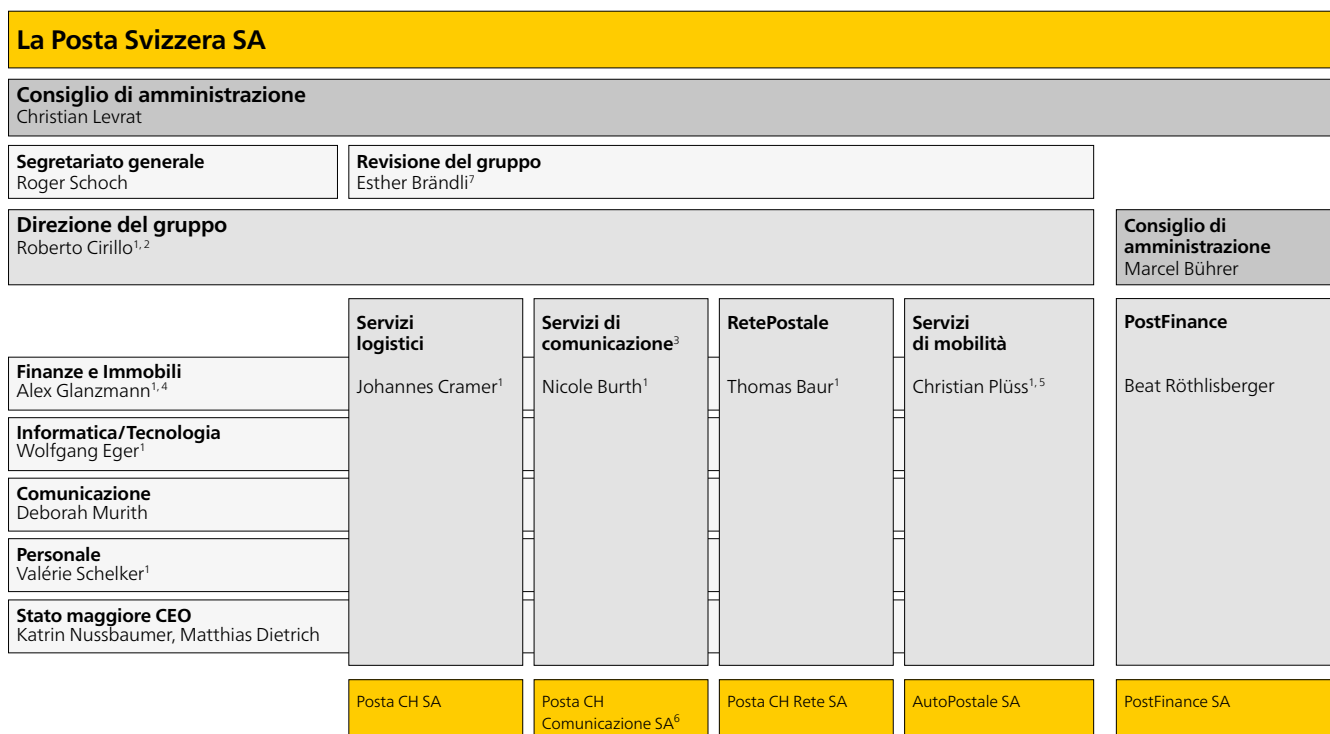 La Posta Svizzera SA
Consiglio di amministrazione
Christian Levrat
Segretariato generale
Roger Schoch
Revisione del gruppo
Esther Brändli⁷
Direzione del gruppo
Roberto Cirillo¹,²
Consiglio di
amministrazione
Marcel Bührer
Servizi
logistici
Johannes Cramer¹
Servizi di
comunicazione³
Nicole Burth¹
RetePostale
Thomas Baur¹
Servizi
di mobilità
Christian Plüss¹,⁵
PostFinance
Beat Röthlisberger
Finanze e Immobili
Alex Glanzmann¹,⁴
Informatica/Tecnologia
Wolfgang Eger¹
Comunicazione
Deborah Murith
Personale
Valérie Schelker¹
Stato maggiore CEO
Katrin Nussbaumer, Matthias Dietrich
Posta CH SA
Posta CH
Comunicazione SA⁶
Posta CH Rete SA
AutoPostale SA
PostFinance SA